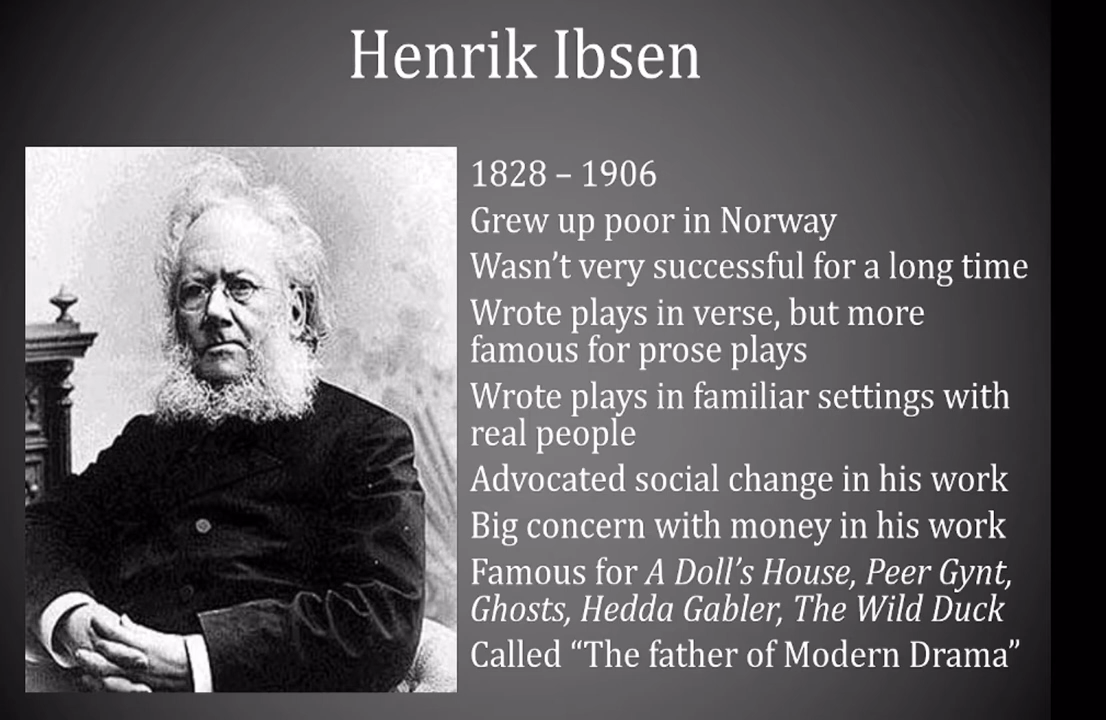 Henrik Ibsen
1828 – 1906
Grew up poor in Norway
Wasn’t very successful for a long time
Wrote plays in verse, but more
famous for prose plays
Wrote plays in familiar settings with
real people
Advocated social change in his work
Big concern with money in his work
Famous for A Doll’s House, Peer Gynt,
Ghosts, Hedda Gabler, The Wild Duck
Called “The father of Modern Drama”